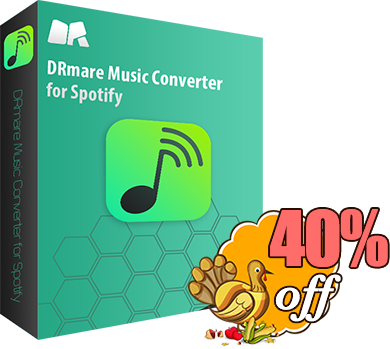 DRmare Music Converter
for Spotify
DRmare Music Converter for Spotify
40%
off